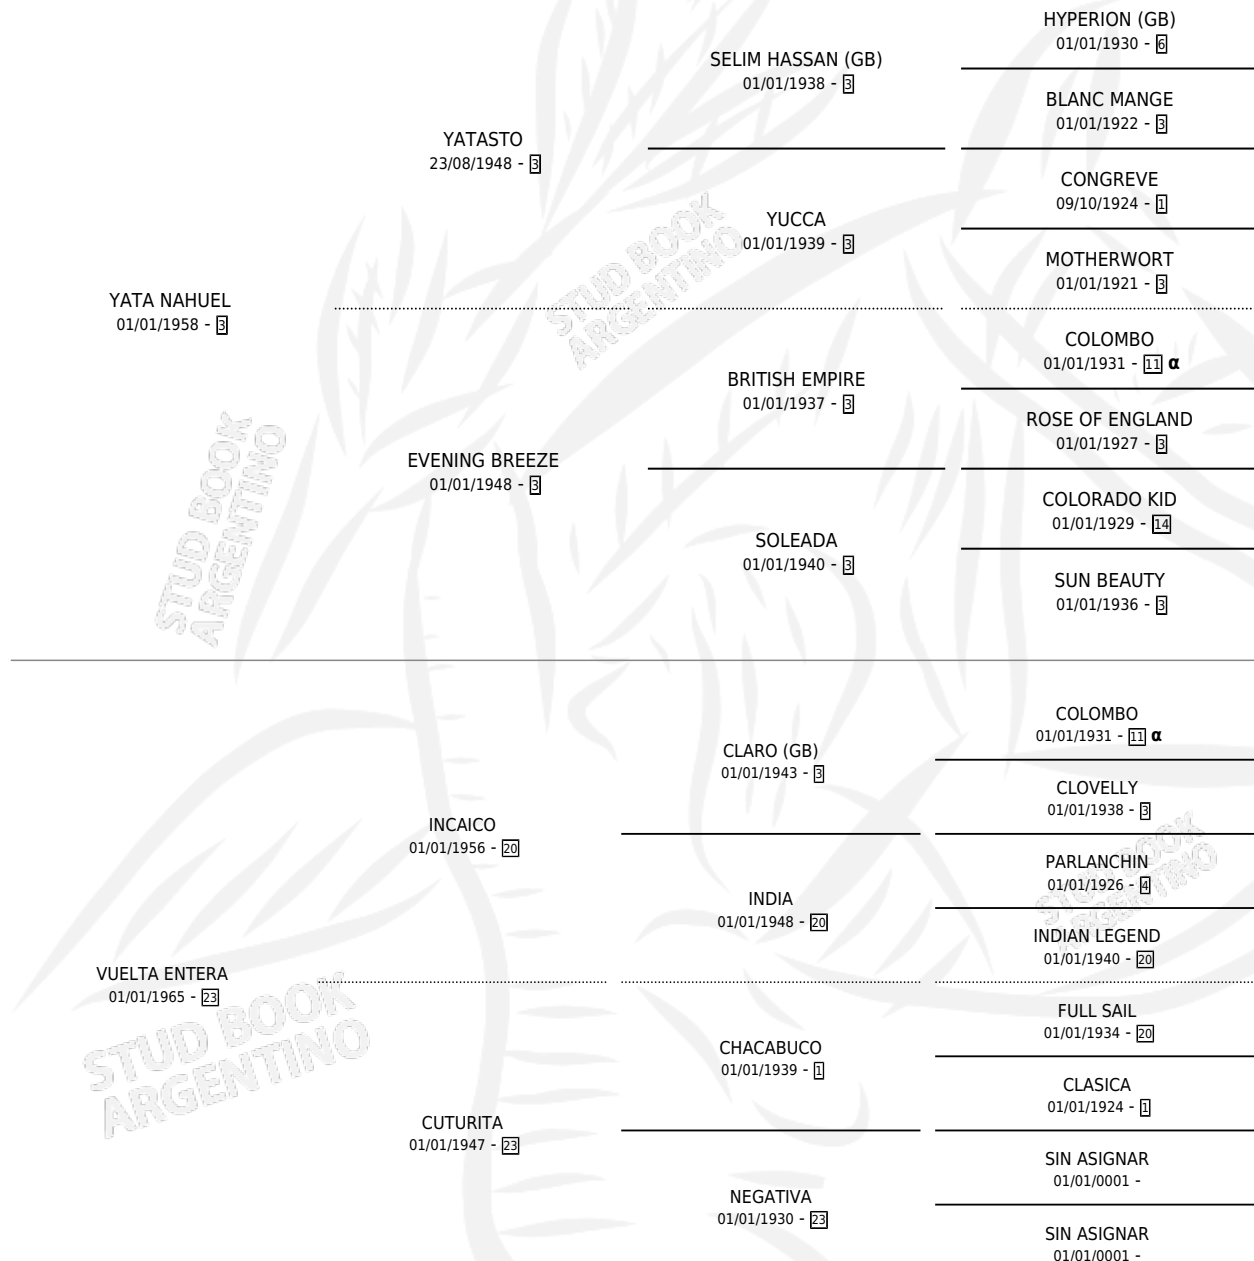 HYPERION (GB)
01/01/1930 - 6
SELIM HASSAN (GB)
01/01/1938 - 3
BLANC MANGE
01/01/1922 - 3
YATASTO
23/08/1948 - 3
CONGREVE
09/10/1924 - 1
YUCCA
01/01/1939 - 3
MOTHERWORT
01/01/1921 - 3
YATA NAHUEL
01/01/1958 - 3
COLOMBO
01/01/1931 - 11 α
BRITISH EMPIRE
01/01/1937 - 3
ROSE OF ENGLAND
01/01/1927 - 3
EVENING BREEZE
01/01/1948 - 3
COLORADO KID
01/01/1929 - 14
SOLEADA
01/01/1940 - 3
SUN BEAUTY
01/01/1936 - 3
STUD BOOK
ARGENTINO
STUD BOOK
ARGENTINO
COLOMBO
01/01/1931 - 11 α
CLARO (GB)
01/01/1943 - 3
CLOVELLY
01/01/1938 - 3
INCAICO
01/01/1956 - 20
PARLANCHIN
01/01/1926 - 4
INDIA
01/01/1948 - 20
INDIAN LEGEND
01/01/1940 - 20
VUELTA ENTERA
01/01/1965 - 23
FULL SAIL
01/01/1934 - 20
CHACABUCO
01/01/1939 - 1
CLASICA
01/01/1924 - 1
CUTURITA
01/01/1947 - 23
SIN ASIGNAR
01/01/0001 -
NEGATIVA
01/01/1930 - 23
SIN ASIGNAR
01/01/0001 -
STUD BOOK
ARGENTINO
STUD BOOK
ARGENTINO